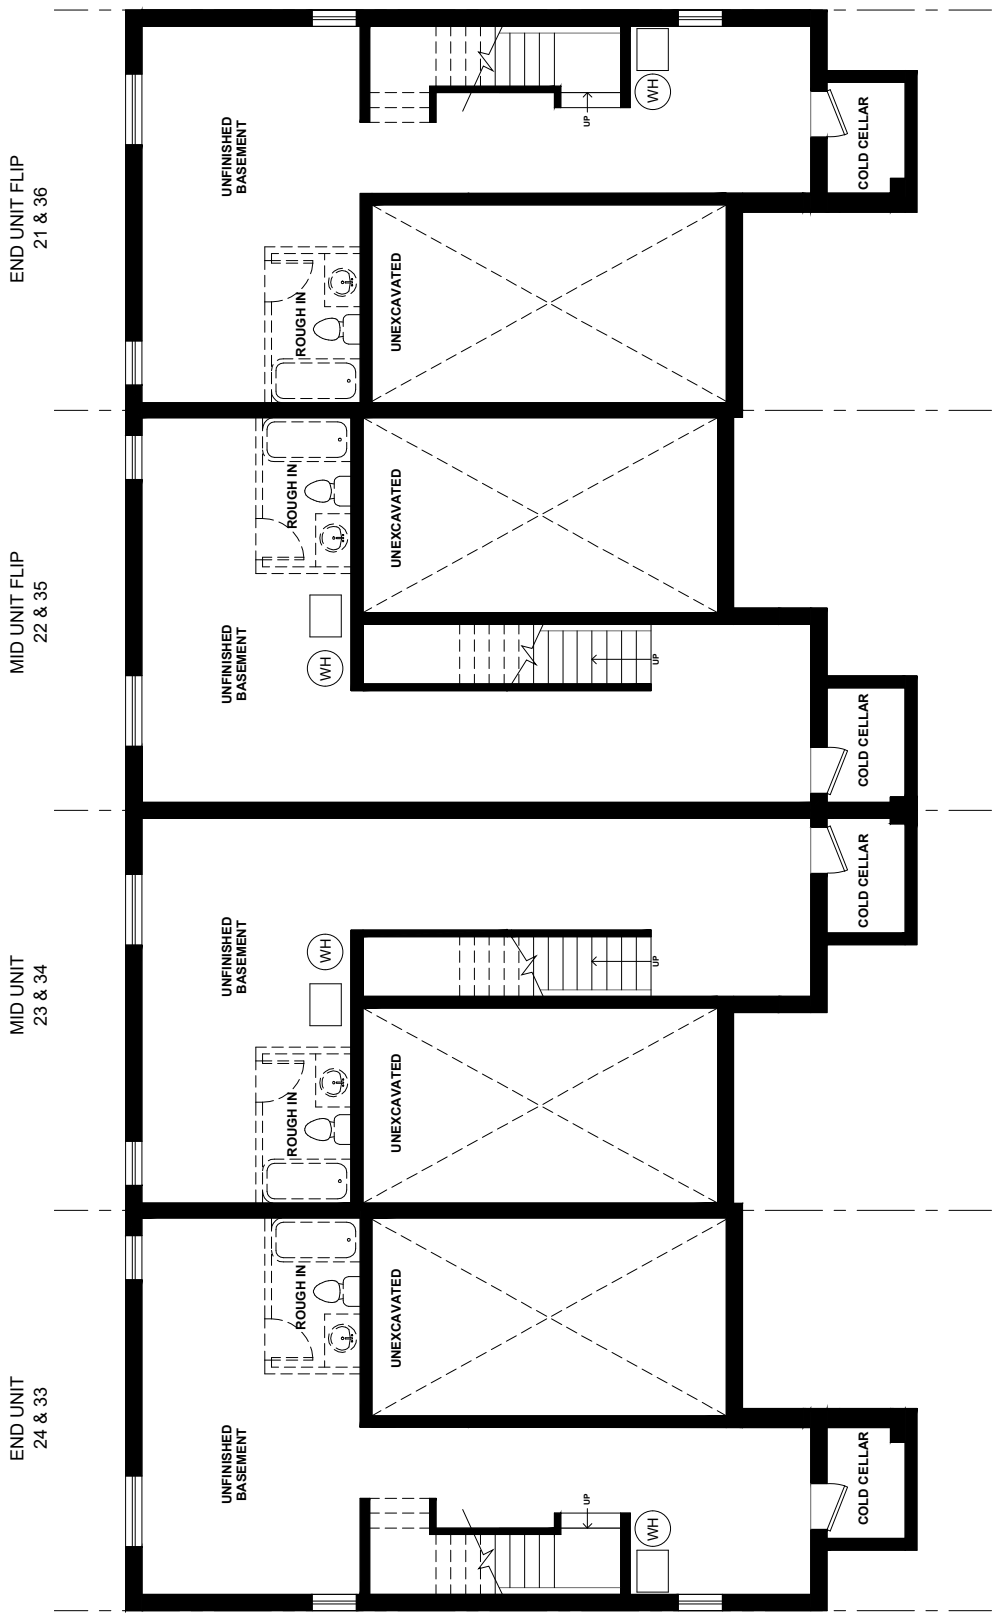 END UNIT FLIP
21 & 36
UNFINISHED
BASEMENT
ROUGH IN
UNEXCAVATED
UP
WH
COLD CELLAR
MID UNIT FLIP
22 & 35
UNFINISHED
BASEMENT
ROUGH IN
UNEXCAVATED
WH
UP
COLD CELLAR
MID UNIT
23 & 34
UNFINISHED
BASEMENT
ROUGH IN
UNEXCAVATED
WH
UP
COLD CELLAR
END UNIT
24 & 33
UNFINISHED
BASEMENT
ROUGH IN
UNEXCAVATED
UP
WH
COLD CELLAR